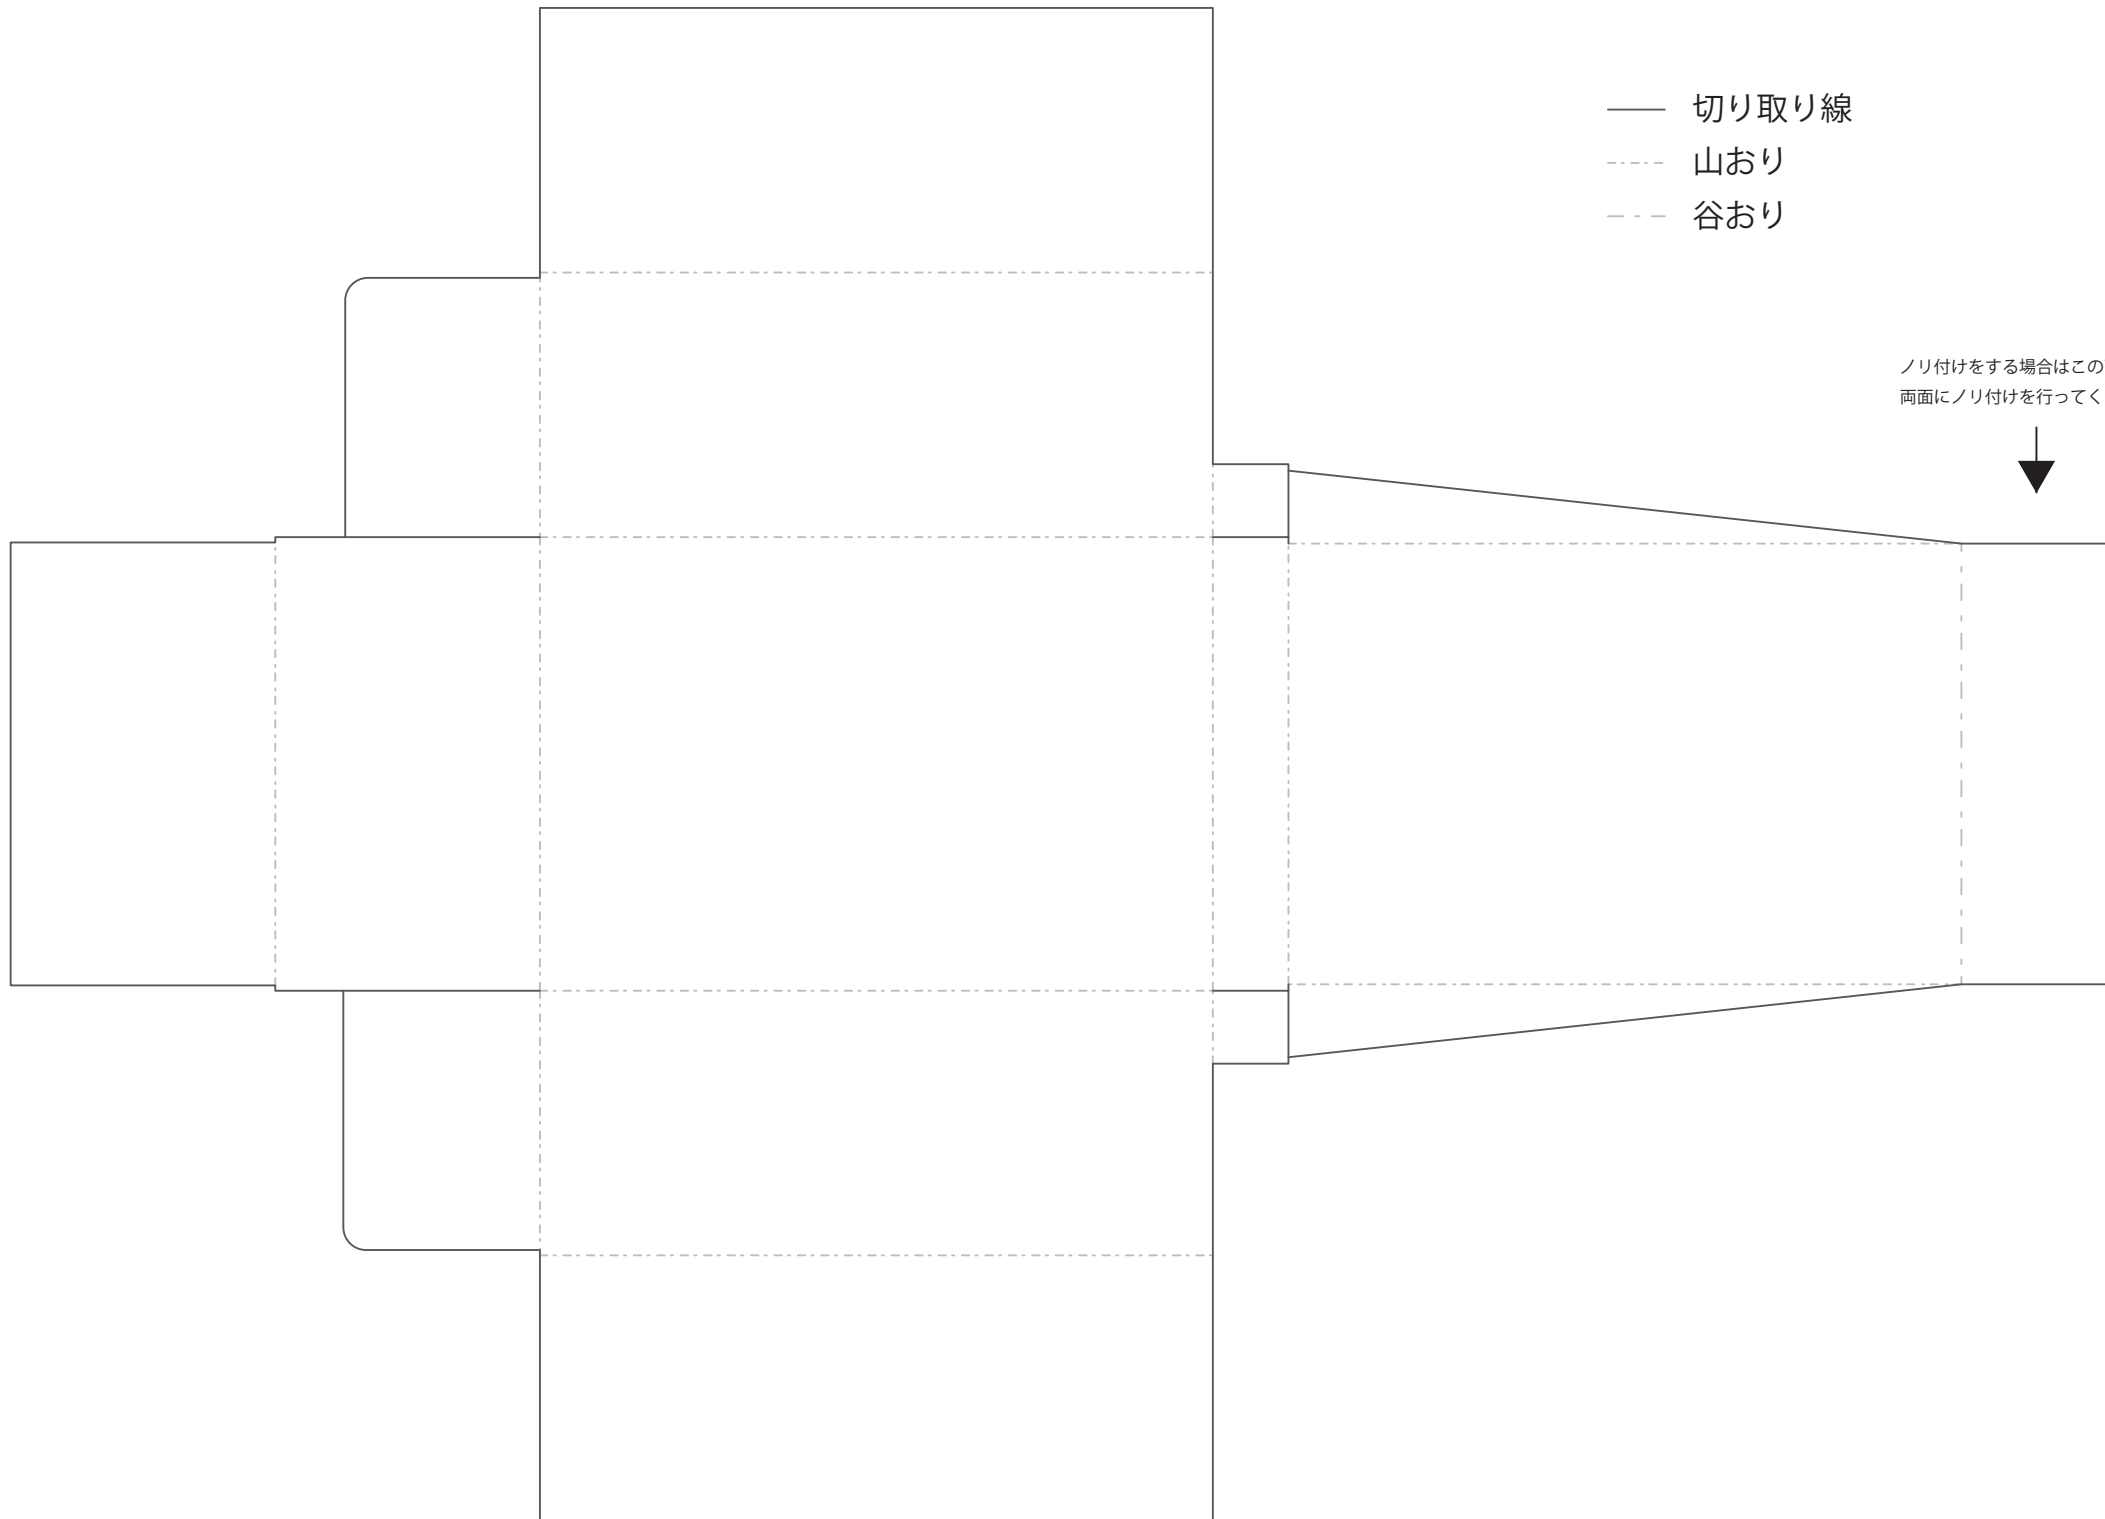 切り取り線
山おり
谷おり
ノリ付けをする場合はこの
両面にノリ付けを行ってく